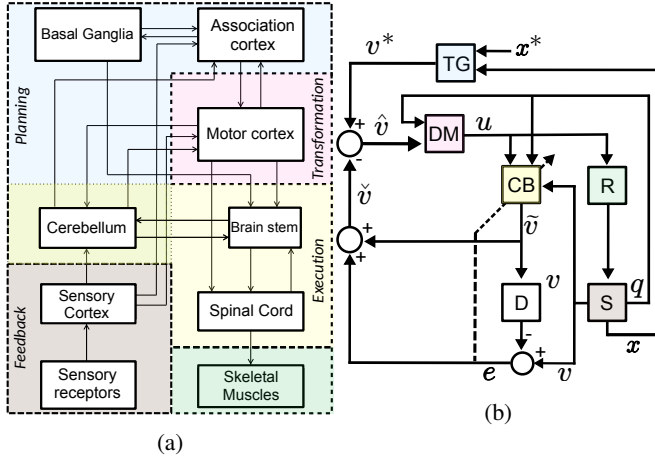 Basal Ganglia
Association
cortex
Planning
Motor cortex
Transformation
Cerebellum
Brain stem
Execution
Sensory
Cortex
Spinal Cord
Feedback
Sensory
receptors
Skeletal
Muscles
(a)
v*
TG
x*
+
-
v̂
DM
u
CB
R
v̌
+
+
ṽ
D
v
S
q
-
+
e
v
x
(b)